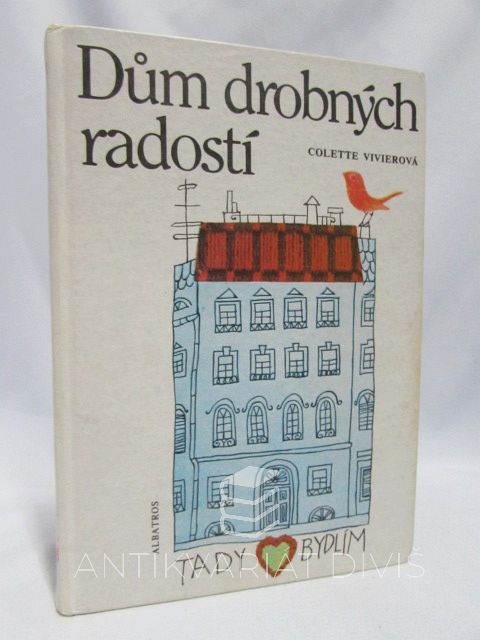 Dům drobných
radostí
COLETTE VIVIEROVÁ
ALBATROS
TADY BYDLÍM
ANTIKVARIÁT DIVIŠ